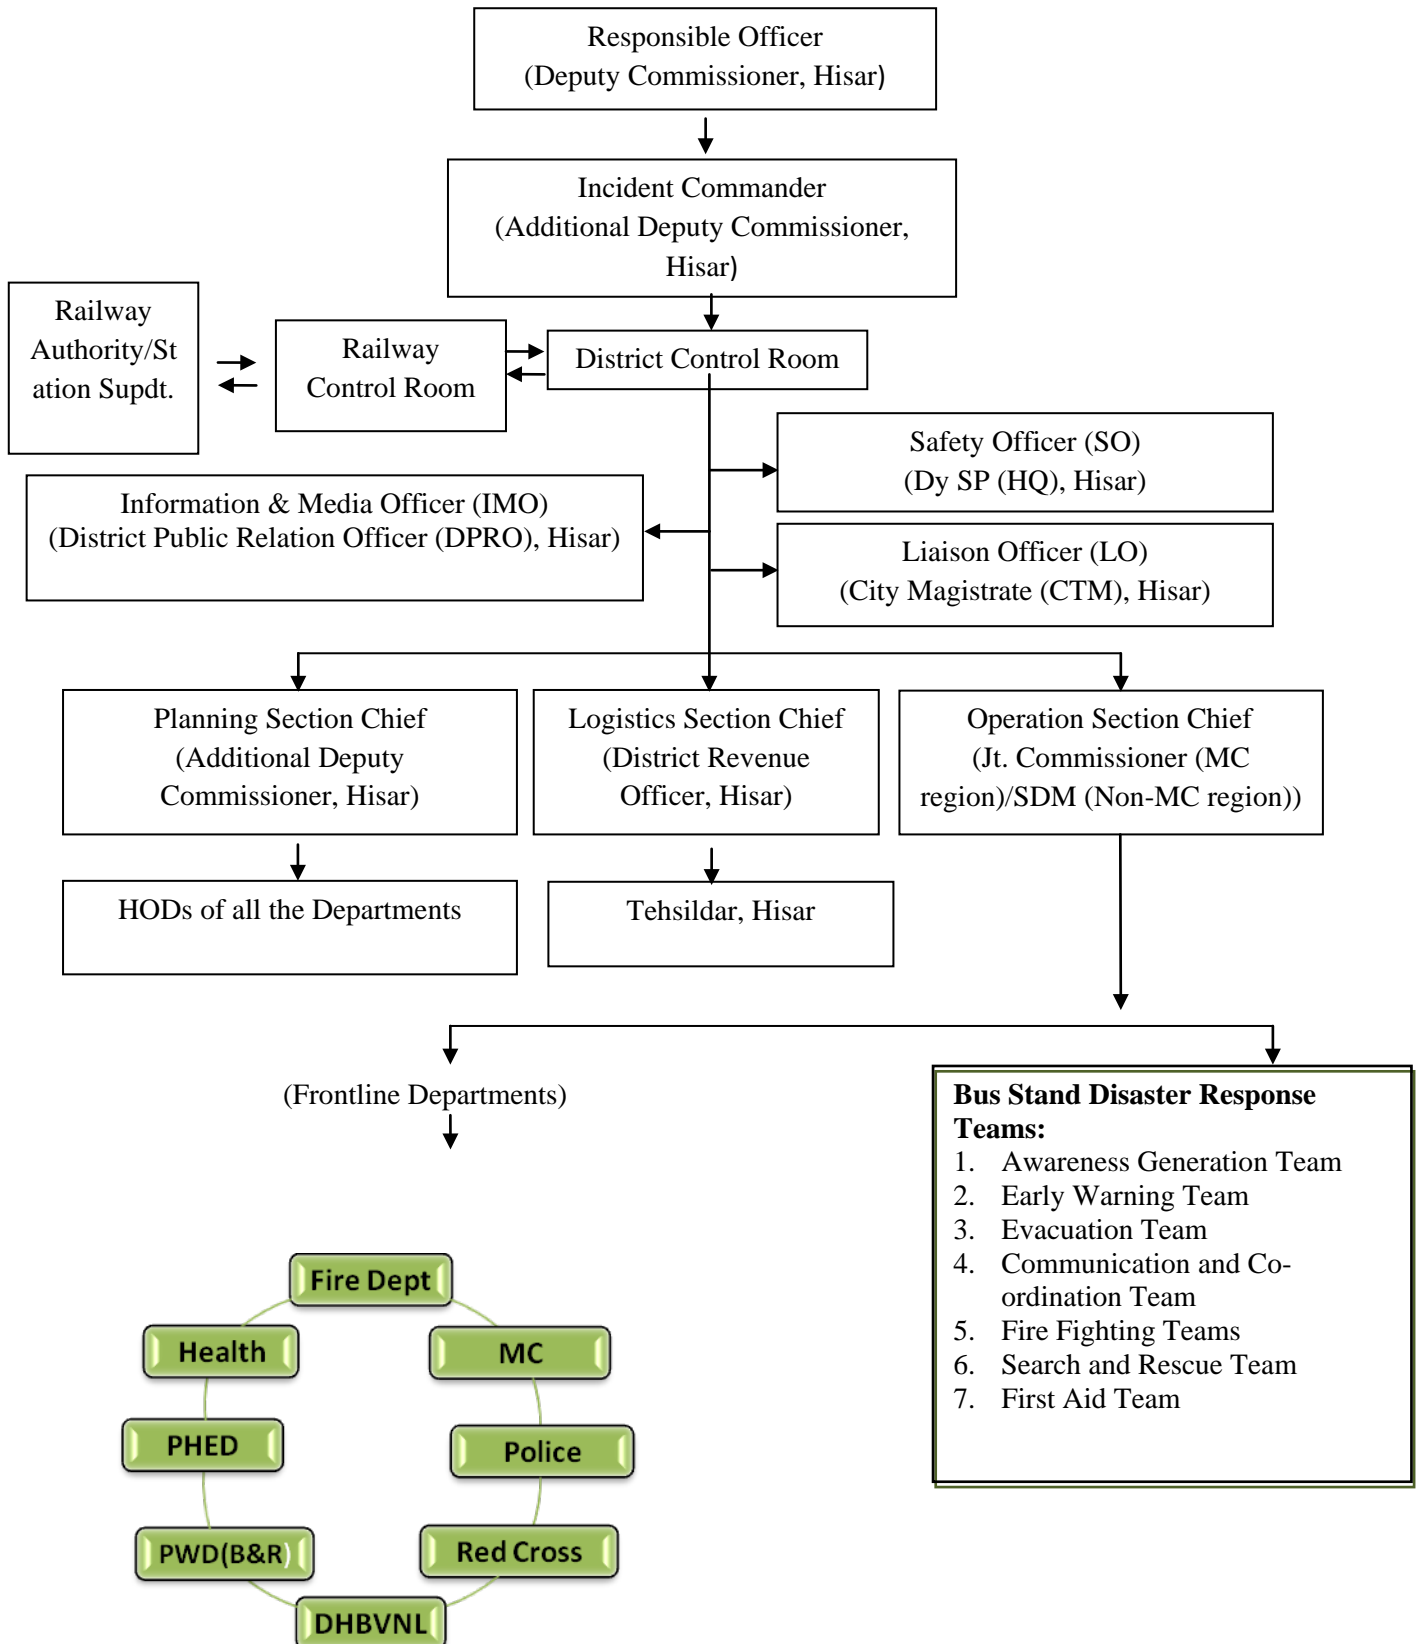 Responsible Officer
(Deputy Commissioner, Hisar)
Incident Commander
(Additional Deputy Commissioner,
Hisar)
Railway
Authority/St
ation Supdt.
Railway
Control Room
District Control Room
Safety Officer (SO)
(Dy SP (HQ), Hisar)
Information & Media Officer (IMO)
(District Public Relation Officer (DPRO), Hisar)
Liaison Officer (LO)
(City Magistrate (CTM), Hisar)
Planning Section Chief
(Additional Deputy
Commissioner, Hisar)
Logistics Section Chief
(District Revenue
Officer, Hisar)
Operation Section Chief
(Jt. Commissioner (MC
region)/SDM (Non-MC region))
HODs of all the Departments
Tehsildar, Hisar
(Frontline Departments)
Bus Stand Disaster Response
Teams:
1. Awareness Generation Team
2. Early Warning Team
3. Evacuation Team
4. Communication and Co-
ordination Team
5. Fire Fighting Teams
6. Search and Rescue Team
7. First Aid Team
Fire Dept
Health
MC
PHED
Police
PWD(B&R)
Red Cross
DHBVNL